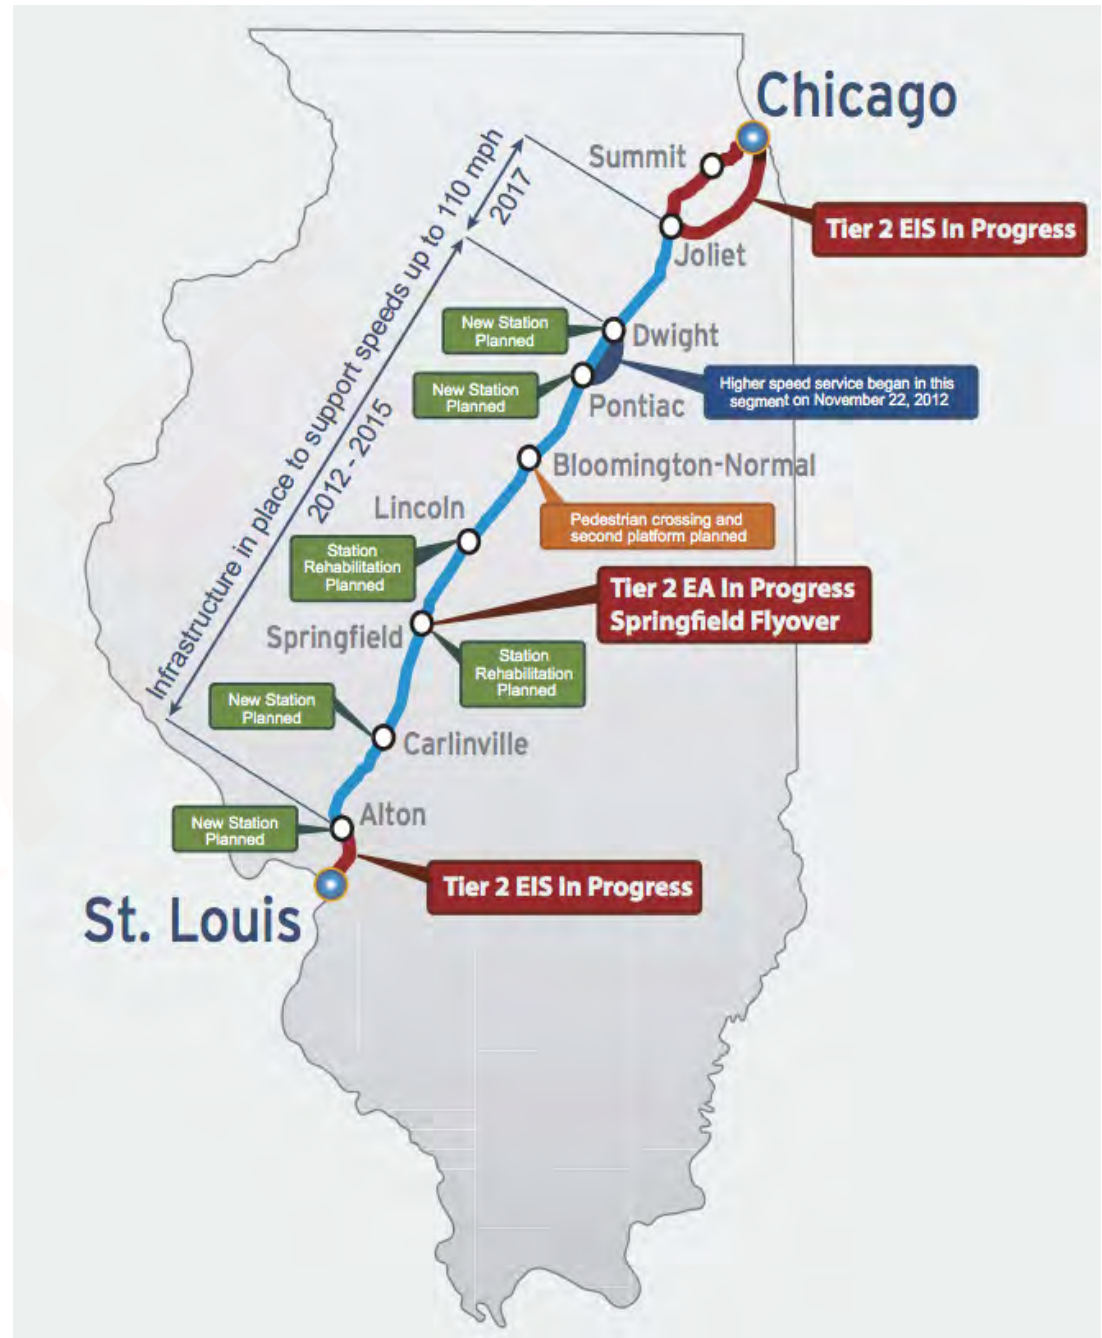 Chicago
Summit
Tier 2 EIS In Progress
Joliet
Infrastructure in place to support speeds up to 110 mph
2017
2012 - 2015
New Station
Planned
Dwight
New Station
Planned
Higher speed service began in this
segment on November 22, 2012
Pontiac
Bloomington-Normal
Pedestrian crossing and
second platform planned
Lincoln
Station
Rehabilitation
Planned
Tier 2 EA In Progress
Springfield Flyover
Springfield
Station
Rehabilitation
Planned
New Station
Planned
Carlinville
Alton
New Station
Planned
Tier 2 EIS In Progress
St. Louis